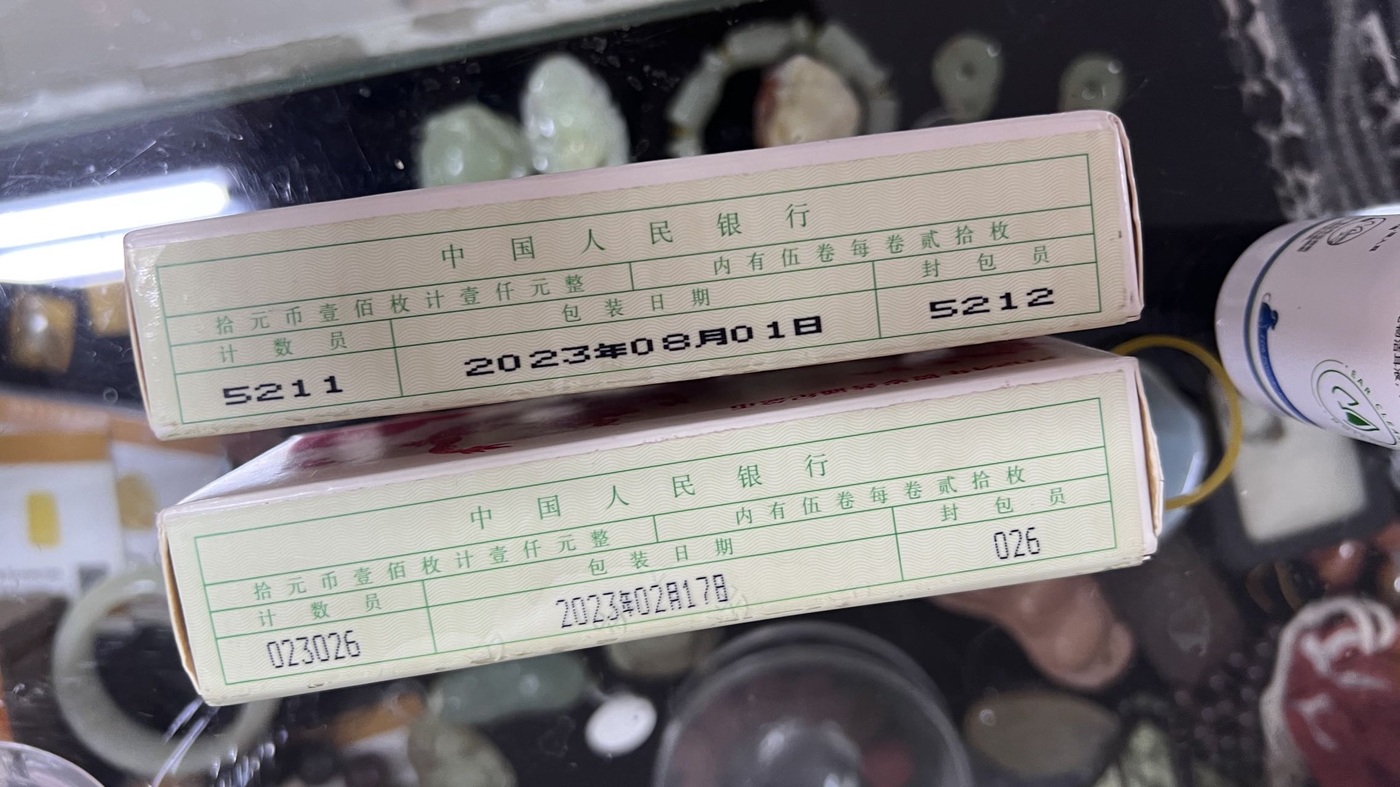 中国人民银行
拾元币壹佰枚计壹仟元整 内有伍卷每卷贰拾枚
计数员 包装日期 封包员
5211 2023年08月01日 5212
中国人民银行
拾元币壹佰枚计壹仟元整 内有伍卷每卷贰拾枚
计数员 包装日期 封包员
023026 2023年02月17日 026